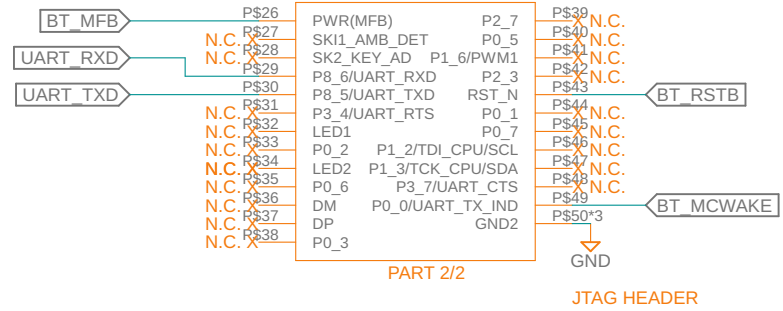 P$26 PWR(MFB) P2_7 P$39 N.C.
BT_MFB
N.C. P$27 SKI1_AMB_DET P0_5 P$40 N.C.
N.C. P$28 SK2_KEY_AD P1_6/PWM1 P$41 N.C.
UART_RXD
P$29 P8_6/UART_RXD P2_3 P$42 N.C.
UART_TXD P$30 P8_5/UART_TXD RST_N P$43 BT_RSTB
N.C. P$31 P3_4/UART_RTS P0_1 P$44 N.C.
N.C. P$32 LED1 P0_7 P$45 N.C.
N.C. P$33 P0_2 P1_2/TDI_CPU/SCL P$46 N.C.
N.C. P$34 LED2 P1_3/TCK_CPU/SDA P$47 N.C.
N.C. P$35 P0_6 P3_7/UART_CTS P$48 N.C.
N.C. P$36 DM P0_0/UART_TX_IND P$49 BT_MCWAKE
N.C. P$37 DP GND2 P$50*3
N.C. P$38 P0_3
GND
PART 2/2
JTAG HEADER